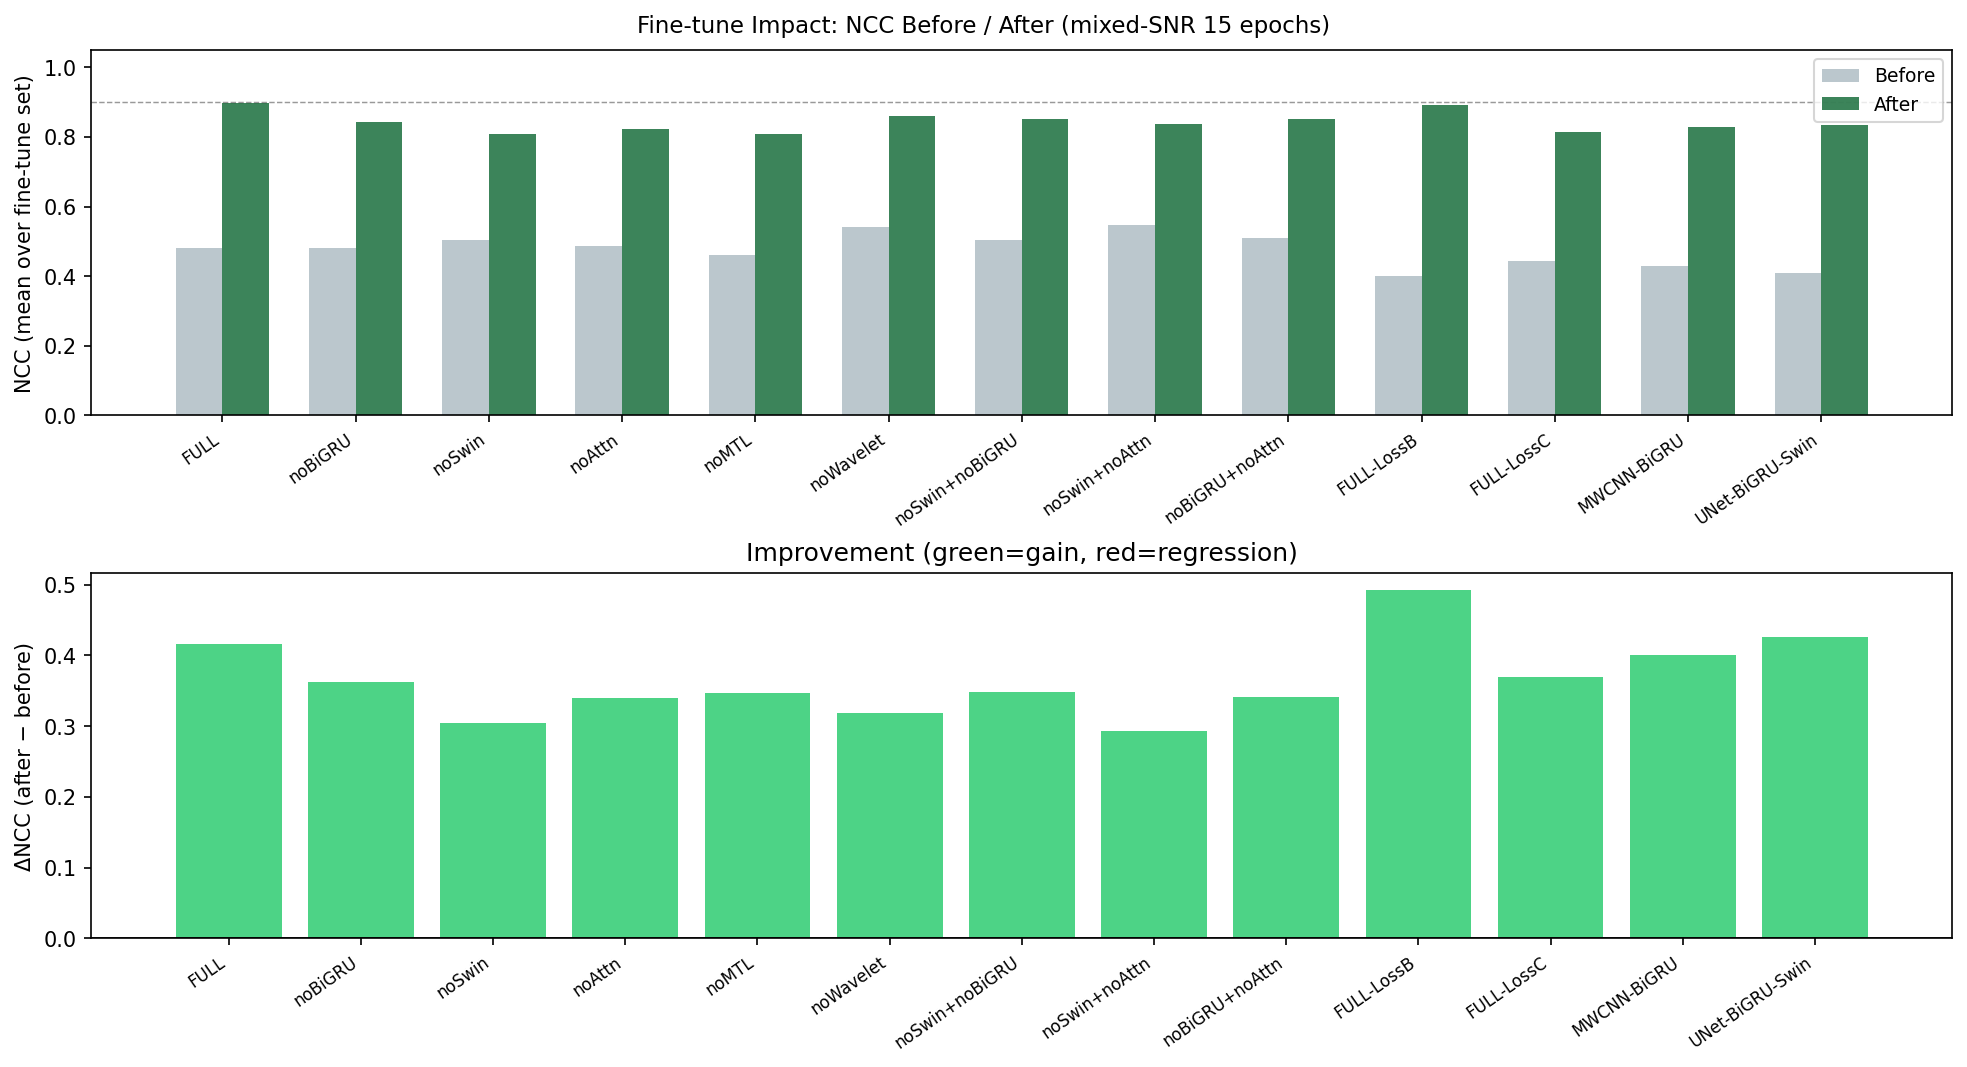 Fine-tune Impact: NCC Before / After (mixed-SNR 15 epochs)
NCC (mean over fine-tune set)
1.0
0.8
0.6
0.4
0.2
0.0
Before
After
FULL
noBiGRU
noSwin
noAttn
noMTL
noWavelet
noSwin+noBiGRU
noSwin+noAttn
noBiGRU+noAttn
FULL-LossB
FULL-LossC
MWCNN-BiGRU
UNet-BiGRU-Swin
Improvement (green=gain, red=regression)
ΔNCC (after − before)
0.5
0.4
0.3
0.2
0.1
0.0
FULL
noBiGRU
noSwin
noAttn
noMTL
noWavelet
noSwin+noBiGRU
noSwin+noAttn
noBiGRU+noAttn
FULL-LossB
FULL-LossC
MWCNN-BiGRU
UNet-BiGRU-Swin